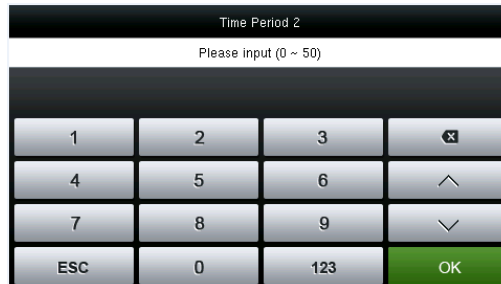 Time Period 2
Please input (0 ~ 50)
1 2 3
4 5 6
7 8 9
ESC 0 123 OK